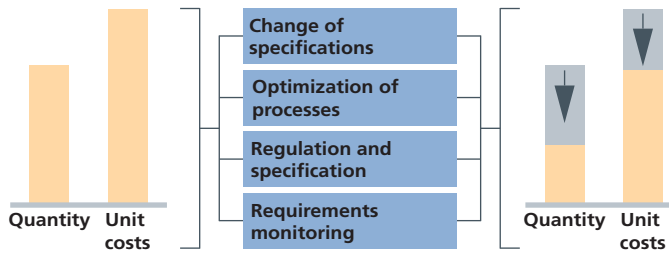 Quantity
Unit
costs
Change of
specifications
Optimization of
processes
Regulation and
specification
Requirements
monitoring
Quantity
Unit
costs